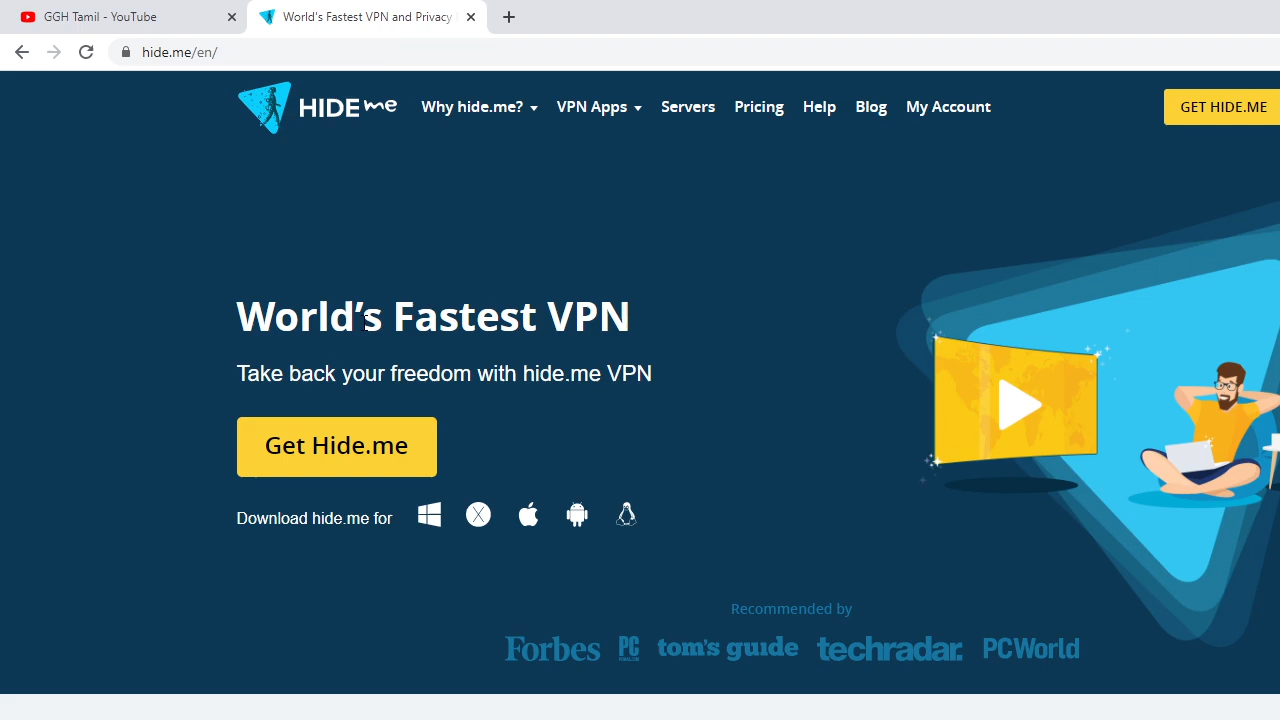 GGH Tamil - YouTube
World's Fastest VPN and Privacy
hide.me/en/
HIDE me
Why hide.me?
VPN Apps
Servers
Pricing
Help
Blog
My Account
GET HIDE.ME
World's Fastest VPN
Take back your freedom with hide.me VPN
Get Hide.me
Download hide.me for
X
Recommended by
Forbes
PC
tom's guide
techradar.
PCWorld